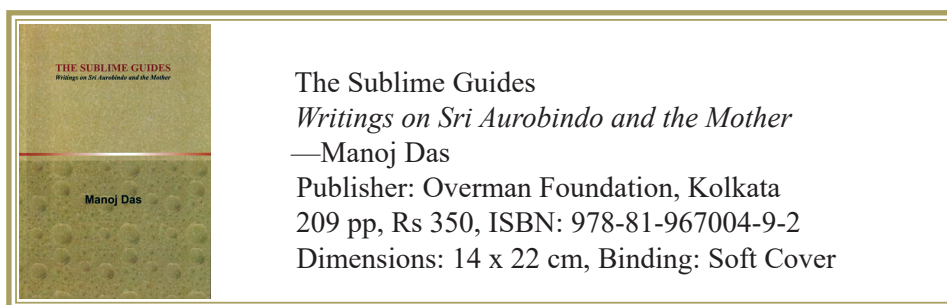 THE SUBLIME GUIDES
Writings on Sri Aurobindo and the Mother
Manoj Das
The Sublime Guides
Writings on Sri Aurobindo and the Mother
—Manoj Das
Publisher: Overman Foundation, Kolkata
209 pp, Rs 350, ISBN: 978-81-967004-9-2
Dimensions: 14 x 22 cm, Binding: Soft Cover